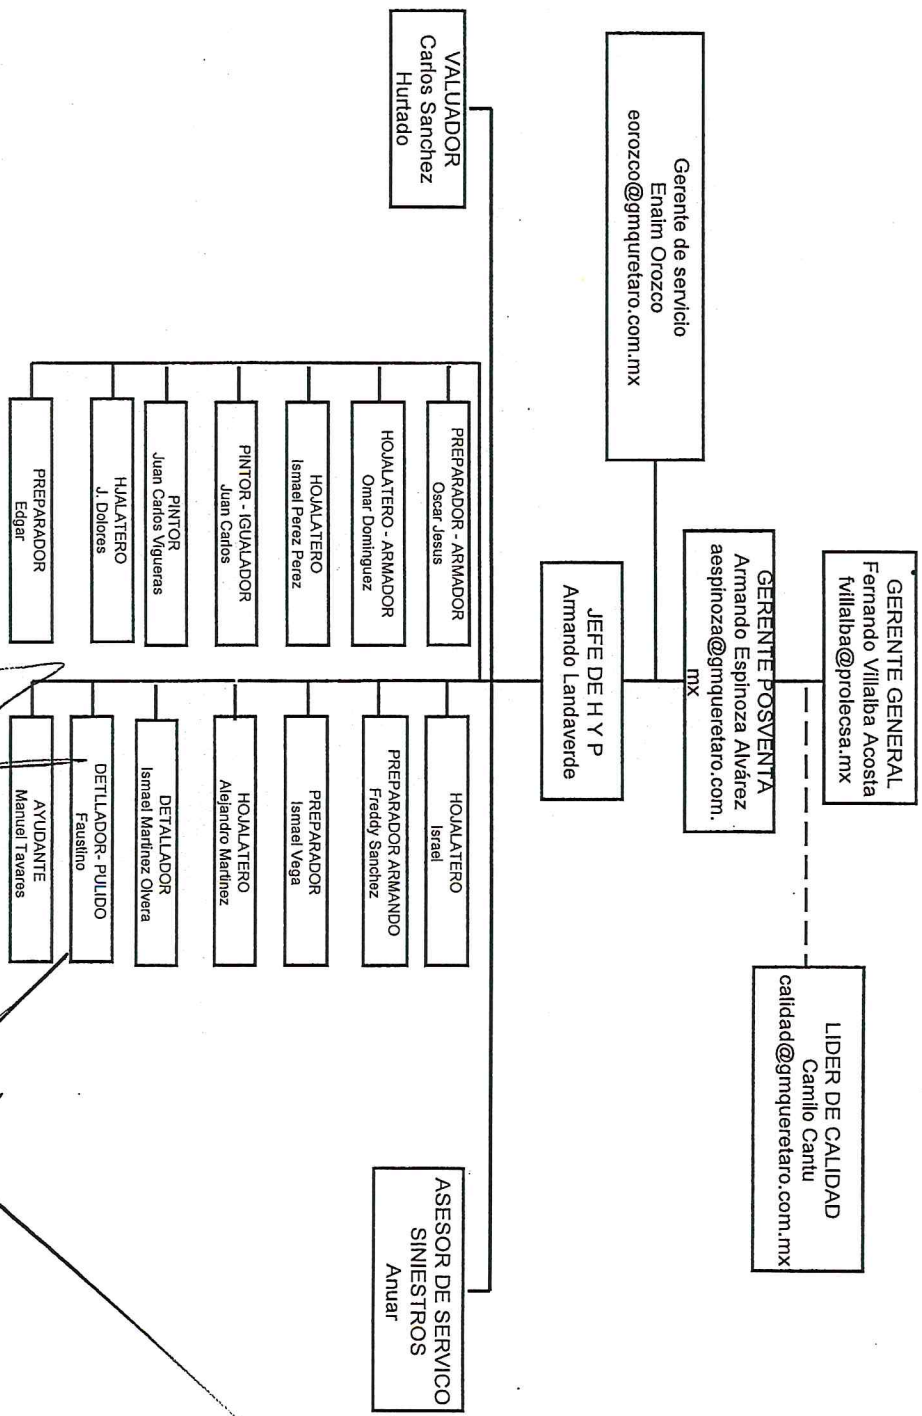 GERENTE GENERAL
Fernando Villalba Acosta
fvillalba@prolecsa.mx
LIDER DE CALIDAD
Camilo Cantu
calidad@gmqueretaro.com.mx
GERENTE POSVENTA
Armando Espinoza Alvárez
aespinoza@gmqueretaro.com.
mx
Gerente de servicio
Enaim Orozco
eorozco@gmquretaro.com.mx
JEFE DE H Y P
Armando Landaverde
VALUADOR
Carlos Sanchez
Hurtado
ASESOR DE SERVICO
SINIESTROS
Anuar
PREPARADOR - ARMADOR
Oscar Jesus
HOJALATERO - ARMADOR
Omar Dominguez
HOJALATERO
Ismael Perez Perez
PINTOR - IGUALADOR
Juan Carlos
PINTOR
Juan Carlos Vigueras
HJALATERO
J. Dolores
PREPARADOR
Edgar
HOJALATERO
Israel
PREPARADOR ARMANDO
Freddy Sanchez
PREPARADOR
Ismael Vega
HOJALATERO
Alejandro Martinez
DETALLADOR
Ismael Martinez Olvera
DETLLADOR- PULIDO
Faustino
AYUDANTE
Manuel Tavares